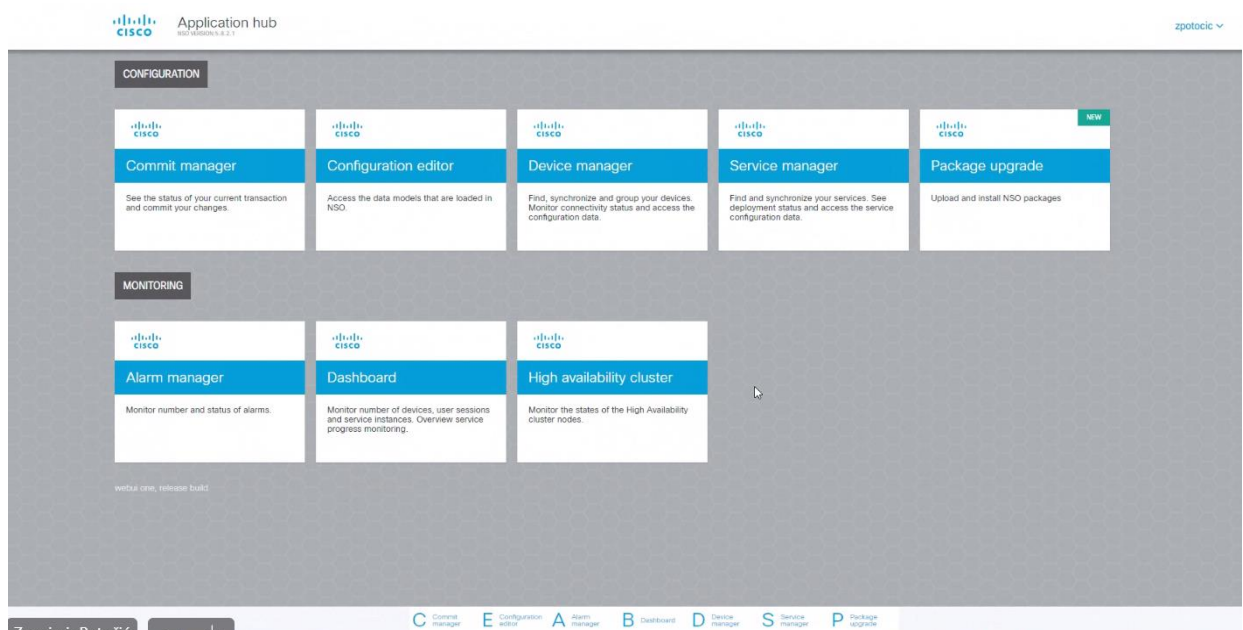 CISCO
Application hub
NSO VERSION 5.8.2.1
zpotocic
CONFIGURATION
CISCO
Commit manager
See the status of your current transaction
and commit your changes.
CISCO
Configuration editor
Access the data models that are loaded in
NSO.
CISCO
Device manager
Find, synchronize and group your devices.
Monitor connectivity status and access the
configuration data.
CISCO
Service manager
Find and synchronize your services. See
deployment status and access the service
configuration data.
NEW
CISCO
Package upgrade
Upload and install NSO packages
MONITORING
CISCO
Alarm manager
Monitor number and status of alarms.
CISCO
Dashboard
Monitor number of devices, user sessions
and service instances. Overview service
progress monitoring.
CISCO
High availability cluster
Monitor the states of the High Availability
cluster nodes.
webui one, release build
C Commit
manager
E Configuration
editor
A Alarm
manager
B Dashboard
D Device
manager
S Service
manager
P Package
upgrade